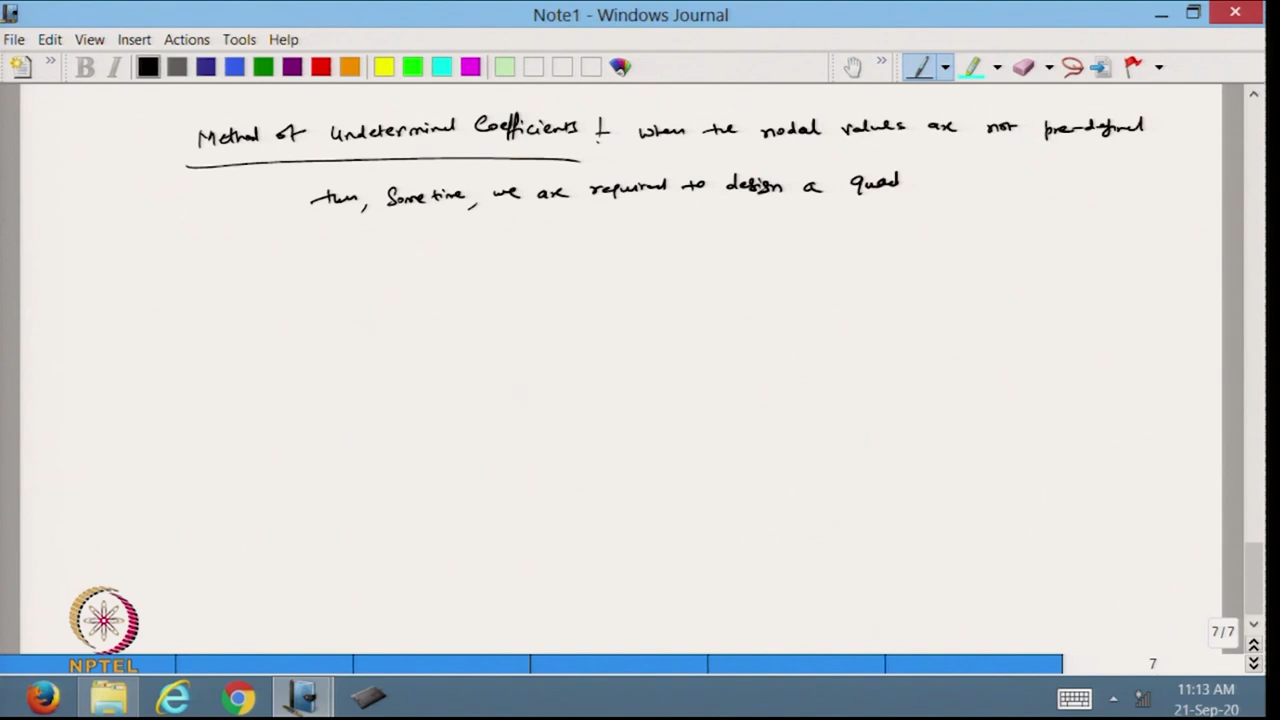 Note1 - Windows Journal
File Edit View Insert Actions Tools Help
Method of Undetermined Coefficients :- When the nodal values are not pre-defined
then, Sometime, we are required to design a quad
7/7
NPTEL
7
11:13 AM
21-Sep-20